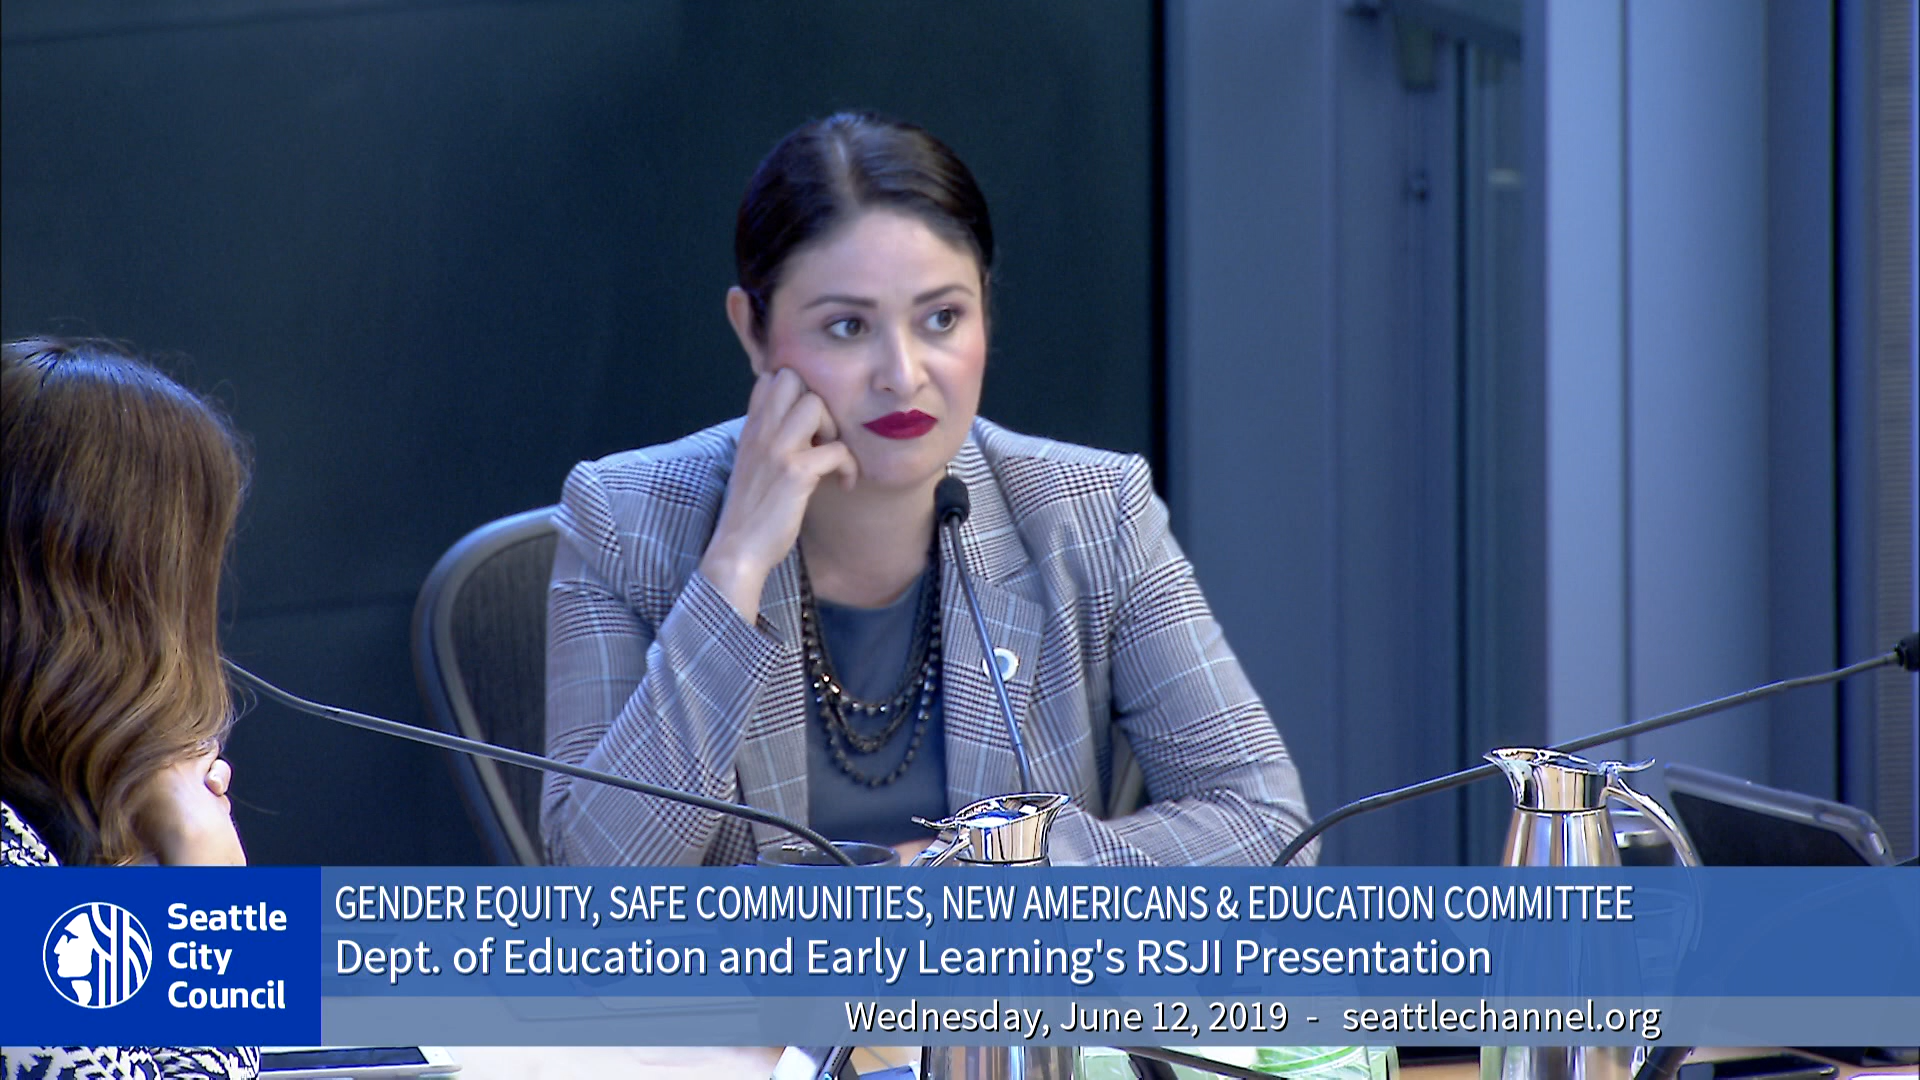 GENDER EQUITY, SAFE COMMUNITIES, NEW AMERICANS & EDUCATION COMMITTEE
Dept. of Education and Early Learning's RSJI Presentation
Seattle
City
Council
Wednesday, June 12, 2019 - seattlechannel.org